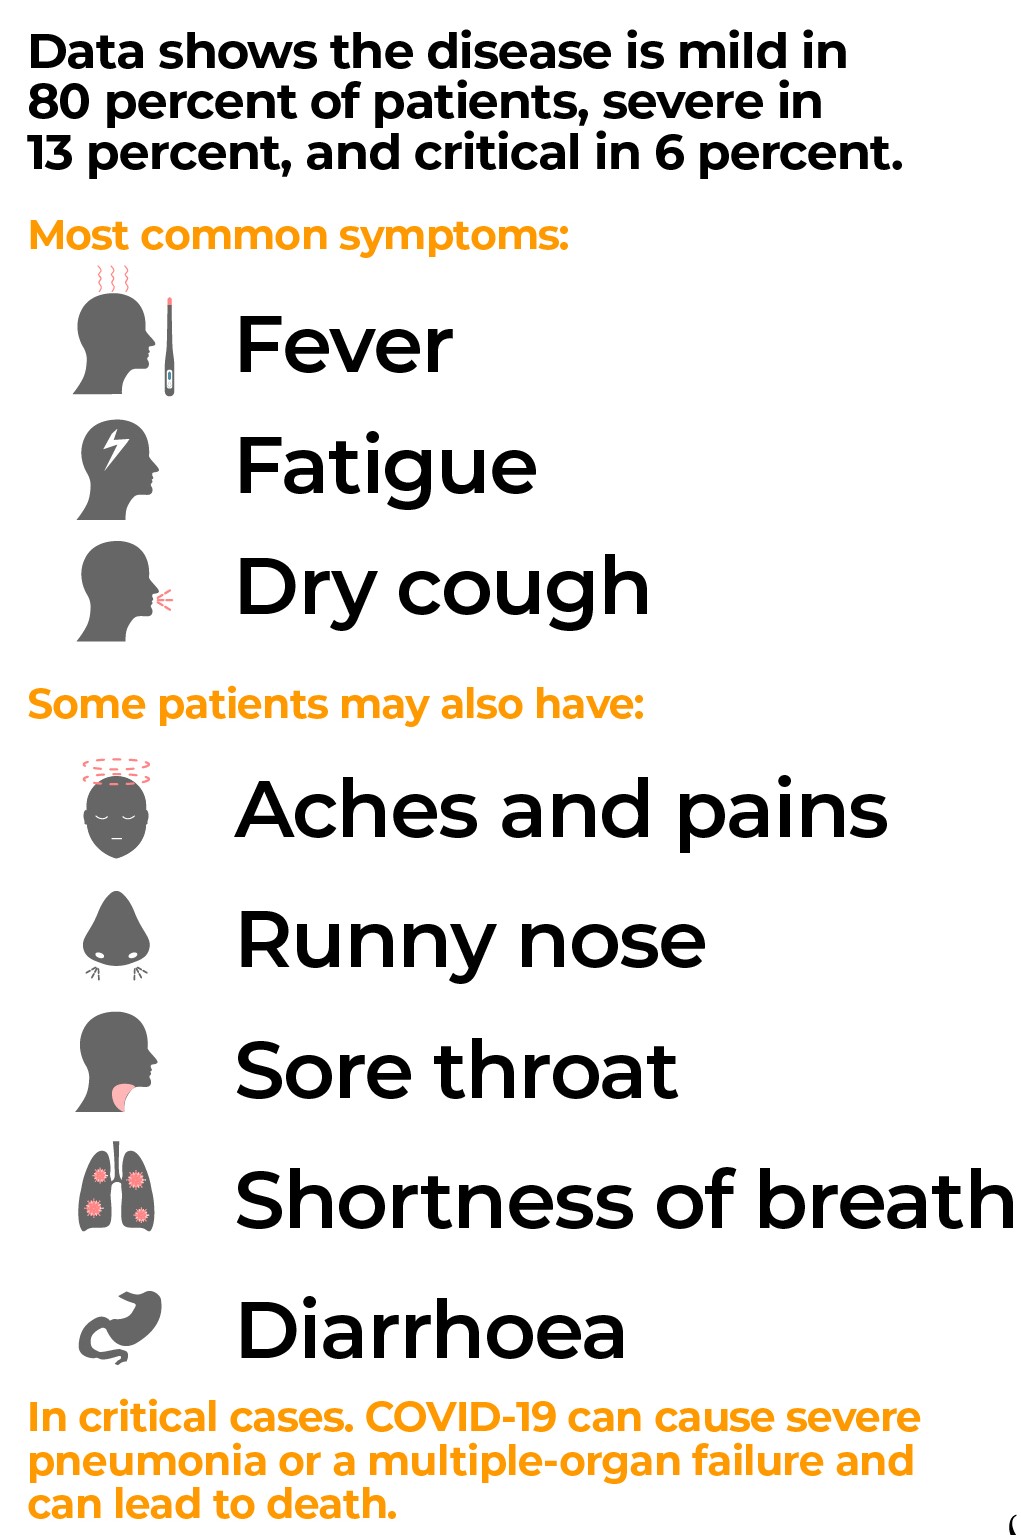 Data shows the disease is mild in
80 percent of patients, severe in
13 percent, and critical in 6 percent.
Most common symptoms:
Fever
Fatigue
Dry cough
Some patients may also have:
Aches and pains
Runny nose
Sore throat
Shortness of breath
Diarrhoea
In critical cases. COVID-19 can cause severe
pneumonia or a multiple-organ failure and
can lead to death.